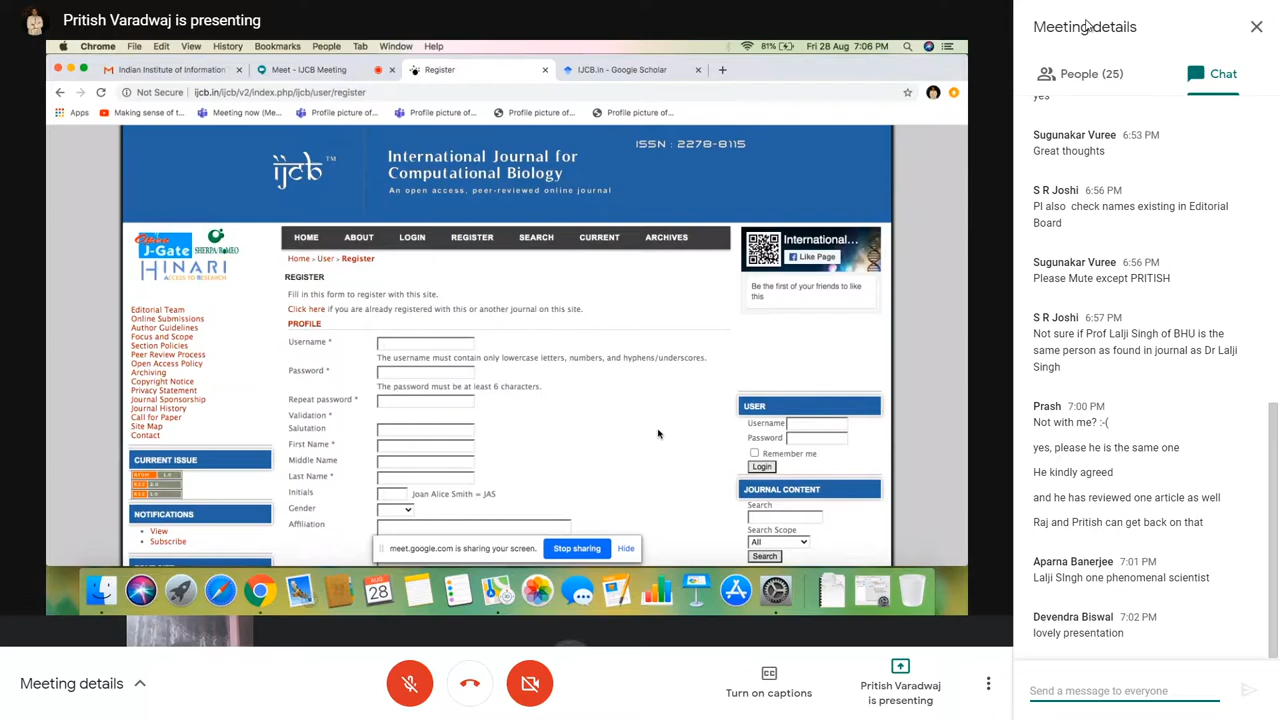 Pritish Varadwaj is presenting
Chrome File Edit View History Bookmarks People Tab Window Help
81% Fri 28 Aug 7:06 PM
Indian Institute of Information
Meet - IJCB Meeting
Register
IJCB.in - Google Scholar
Not Secure ijcb.in/ijcb/v2/index.php/ijcb/user/register
Apps Making sense of t... Meeting now (Me... Profile picture of... Profile picture of... Profile picture of... Profile picture of...
ijcb™
International Journal for
Computational Biology
An open access, peer-reviewed online journal
ISSN : 2278-8115
J-Gate
SHERPA/RoMEO
HINARI
ACCESS TO RESEARCH
Editorial Team
Online Submissions
Author Guidelines
Focus and Scope
Section Policies
Peer Review Process
Open Access Policy
Archiving
Copyright Notice
Privacy Statement
Journal Sponsorship
Journal History
Call for Paper
Site Map
Contact
CURRENT ISSUE
ATOM 1.0
RSS 2.0
RSS 1.0
NOTIFICATIONS
View
Subscribe
HOME ABOUT LOGIN REGISTER SEARCH CURRENT ARCHIVES
Home > User > Register
REGISTER
Fill in this form to register with this site.
Click here if you are already registered with this or another journal on this site.
PROFILE
Username *
The username must contain only lowercase letters, numbers, and hyphens/underscores.
Password *
The password must be at least 6 characters.
Repeat password *
Validation *
Salutation
First Name *
Middle Name
Last Name *
Initials Joan Alice Smith = JAS
Gender
Affiliation
International...
Like Page
Be the first of your friends to like
this
USER
Username
Password
Remember me
Login
JOURNAL CONTENT
Search
Search Scope
All
Search
meet.google.com is sharing your screen. Stop sharing Hide
AUG
28
Meeting details
Turn on captions
Pritish Varadwaj
is presenting
Meeting details
People (25)
Chat
yes
Sugunakar Vuree 6:53 PM
Great thoughts
S R Joshi 6:56 PM
Pl also check names existing in Editorial
Board
Sugunakar Vuree 6:56 PM
Please Mute except PRITISH
S R Joshi 6:57 PM
Not sure if Prof Lalji Singh of BHU is the
same person as found in journal as Dr Lalji
Singh
Prash 7:00 PM
Not with me? :-(
yes, please he is the same one
He kindly agreed
and he has reviewed one article as well
Raj and Pritish can get back on that
Aparna Banerjee 7:01 PM
Lalji SIngh one phenomenal scientist
Devendra Biswal 7:02 PM
lovely presentation
Send a message to everyone